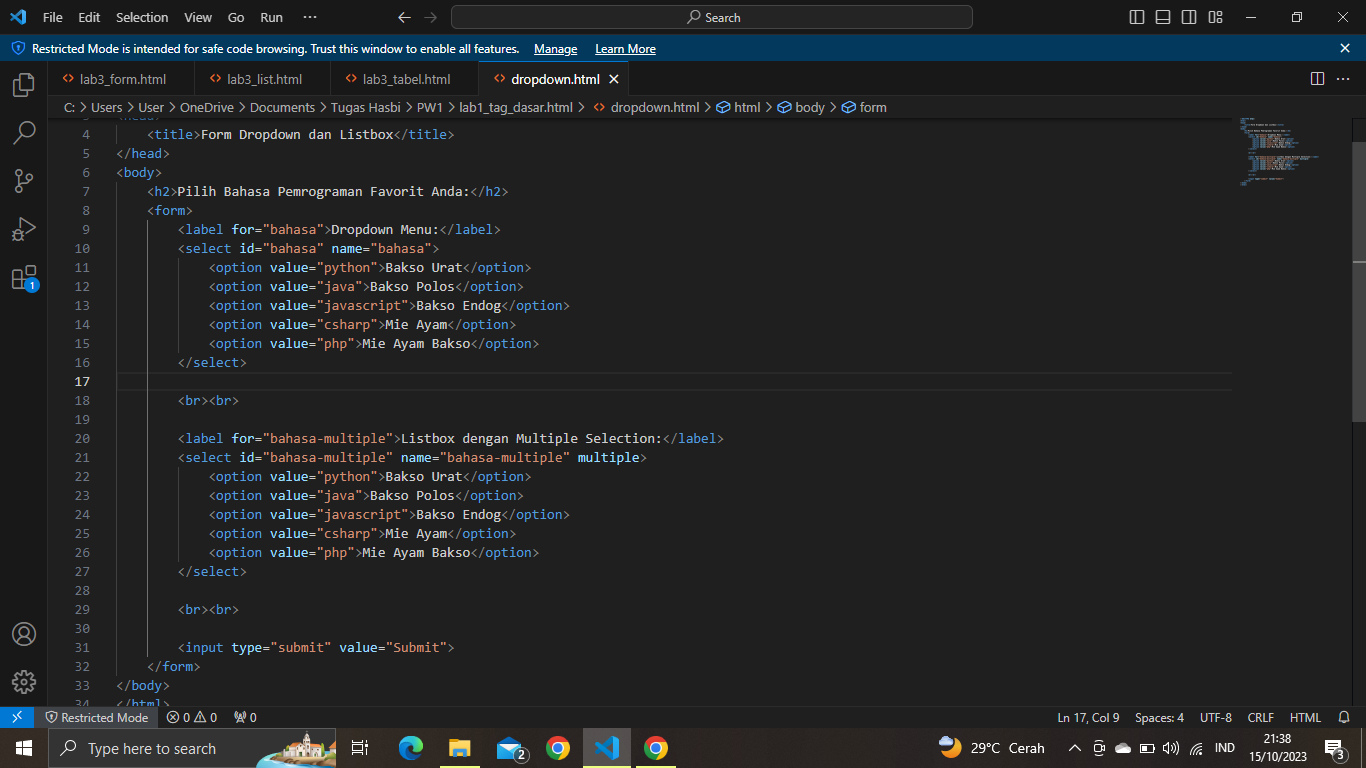 File Edit Selection View Go Run ··· Search
Restricted Mode is intended for safe code browsing. Trust this window to enable all features. Manage Learn More
lab3_form.html lab3_list.html lab3_tabel.html dropdown.html
C: > Users > User > OneDrive > Documents > Tugas Hasbi > PW1 > lab1_tag_dasar.html > dropdown.html > html > body > form
4 <title>Form Dropdown dan Listbox</title>
5 </head>
6 <body>
7 <h2>Pilih Bahasa Pemrograman Favorit Anda:</h2>
8 <form>
9 <label for="bahasa">Dropdown Menu:</label>
10 <select id="bahasa" name="bahasa">
11 <option value="python">Bakso Urat</option>
12 <option value="java">Bakso Polos</option>
13 <option value="javascript">Bakso Endog</option>
14 <option value="csharp">Mie Ayam</option>
15 <option value="php">Mie Ayam Bakso</option>
16 </select>
17
18 <br><br>
19
20 <label for="bahasa-multiple">Listbox dengan Multiple Selection:</label>
21 <select id="bahasa-multiple" name="bahasa-multiple" multiple>
22 <option value="python">Bakso Urat</option>
23 <option value="java">Bakso Polos</option>
24 <option value="javascript">Bakso Endog</option>
25 <option value="csharp">Mie Ayam</option>
26 <option value="php">Mie Ayam Bakso</option>
27 </select>
28
29 <br><br>
30
31 <input type="submit" value="Submit">
32 </form>
33 </body>
34 </html>
1
Restricted Mode 0 0 0 Ln 17, Col 9 Spaces: 4 UTF-8 CRLF HTML
Type here to search 2 29°C Cerah IND 21:38
15/10/2023 3